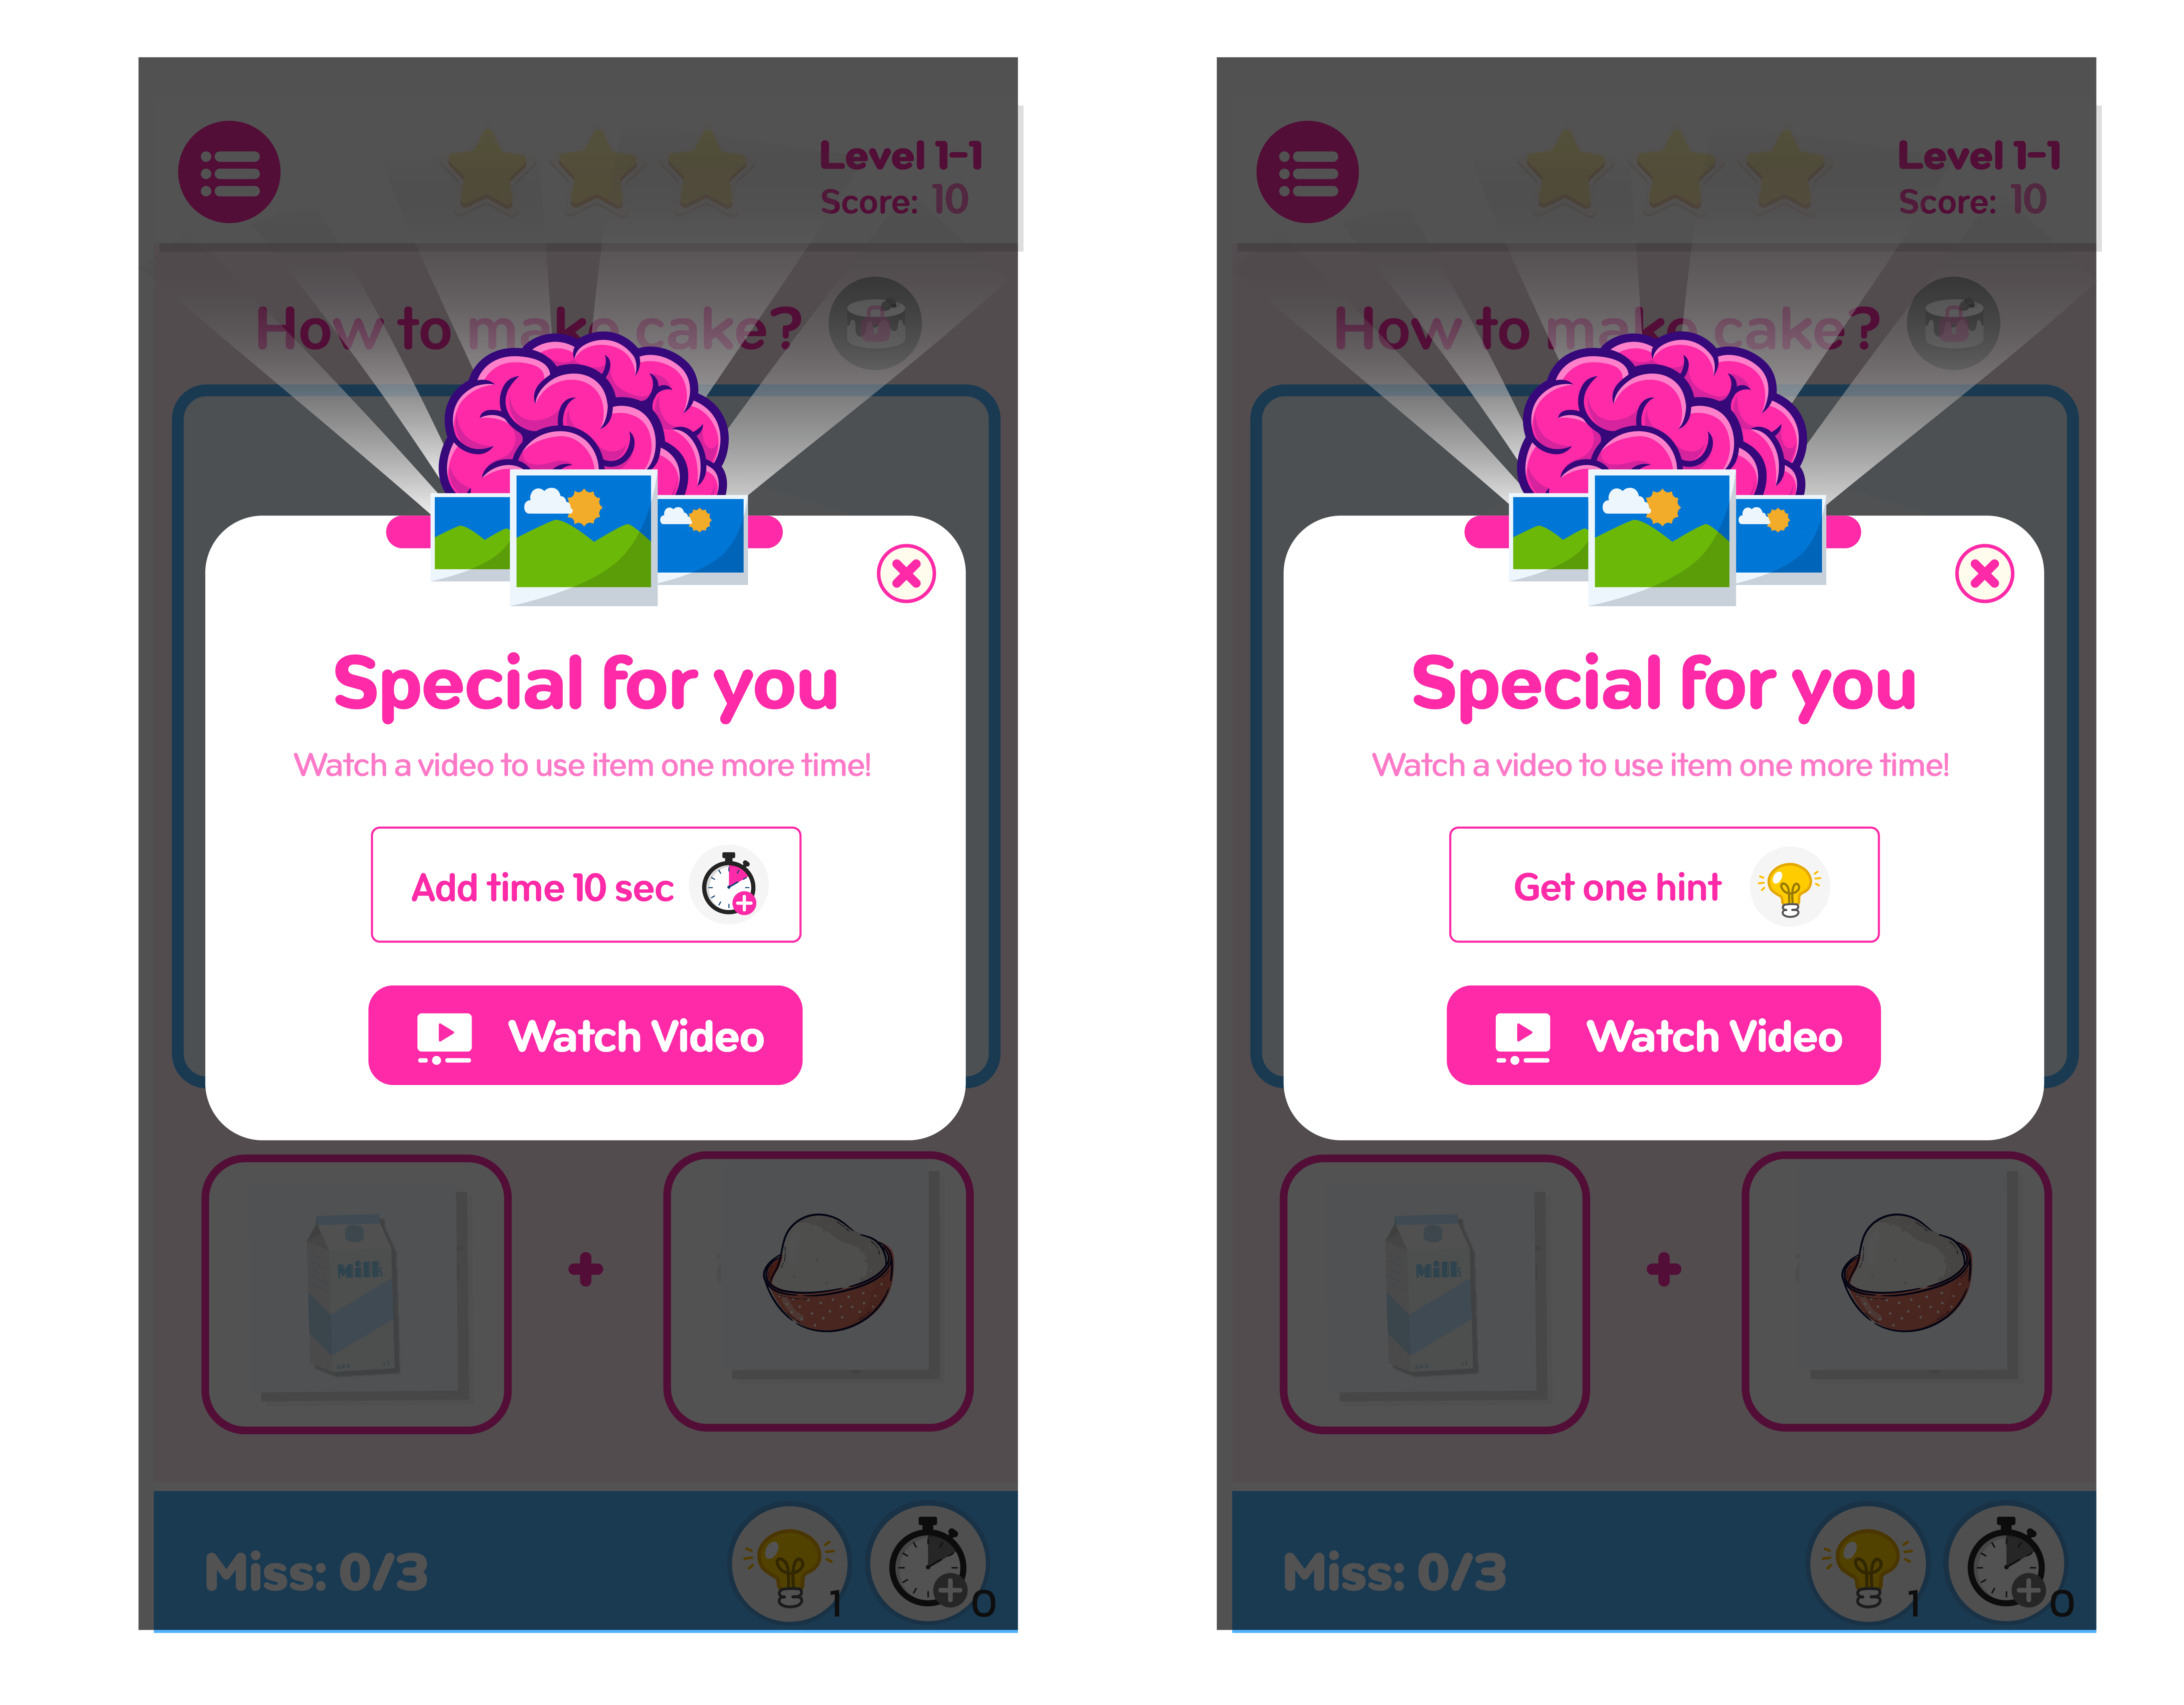 Level 1-1
Score: 10
How to make cake?
Special for you
Watch a video to use item one more time!
Add time 10 sec
Watch Video
Milk
Miss: 0/3
1
0
Level 1-1
Score: 10
How to make cake?
Special for you
Watch a video to use item one more time!
Get one hint
Watch Video
Milk
Miss: 0/3
1
0